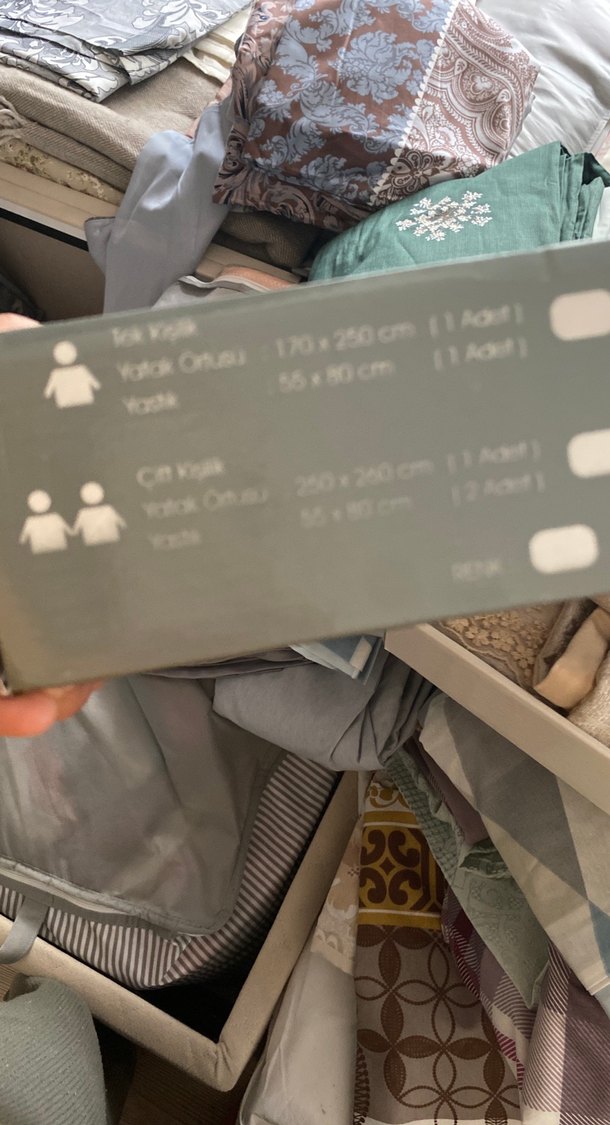 Tek Kişilik
Yatak Örtüsü : 170 x 250 cm [ 1 Adet ]
Yastık : 55 x 80 cm [ 1 Adet ]
Çift Kişilik
Yatak Örtüsü : 250 x 260 cm [ 1 Adet ]
Yastık : 55 x 80 cm [ 2 Adet ]
RENK